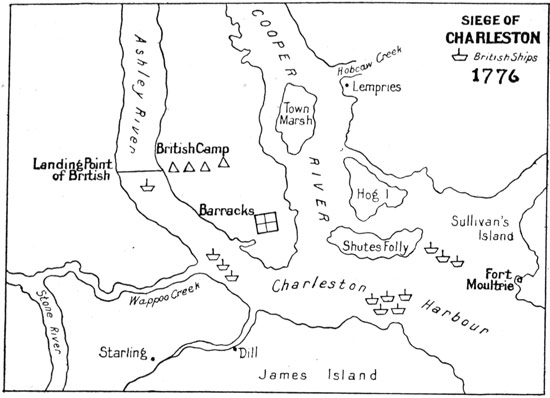 SIEGE OF
CHARLESTON
British Ships
1776
COOPER
RIVER
Ashley River
Hobcaw Creek
Lempries
Town
Marsh
British Camp
Landing Point
of British
Hog I
Barracks
Sullivan's
Island
Shutes Folly
Fort
Moultrie
Charleston
Harbour
Wappoo Creek
Stone River
Starling
Dill
James Island